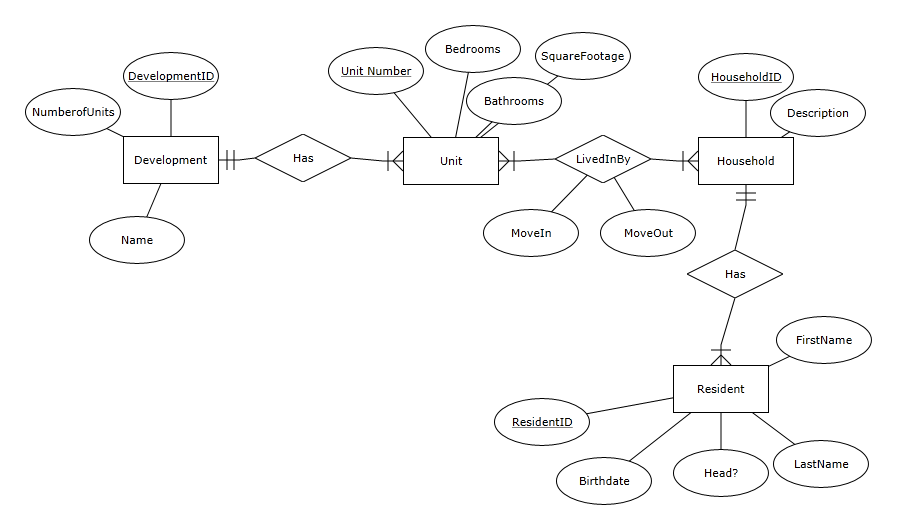 Bedrooms
SquareFootage
Unit Number
DevelopmentID
HouseholdID
Bathrooms
NumberofUnits
Description
Development
Has
Unit
LivedInBy
Household
Name
MoveIn
MoveOut
Has
FirstName
Resident
ResidentID
LastName
Birthdate
Head?